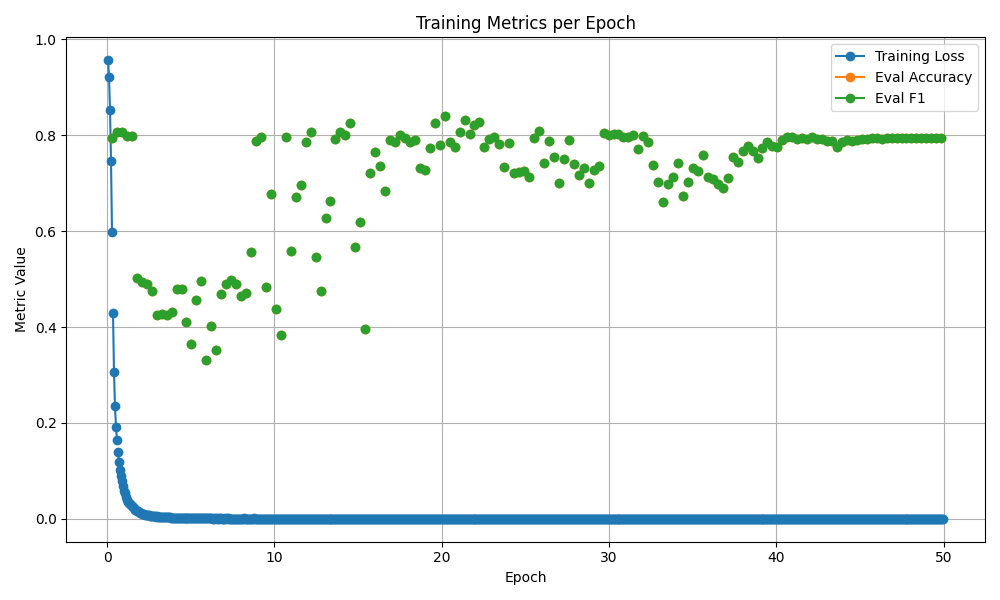 Training Metrics per Epoch
Training Loss
Eval Accuracy
Eval F1
Metric Value
1.0
0.8
0.6
0.4
0.2
0.0
0 10 20 30 40 50
Epoch